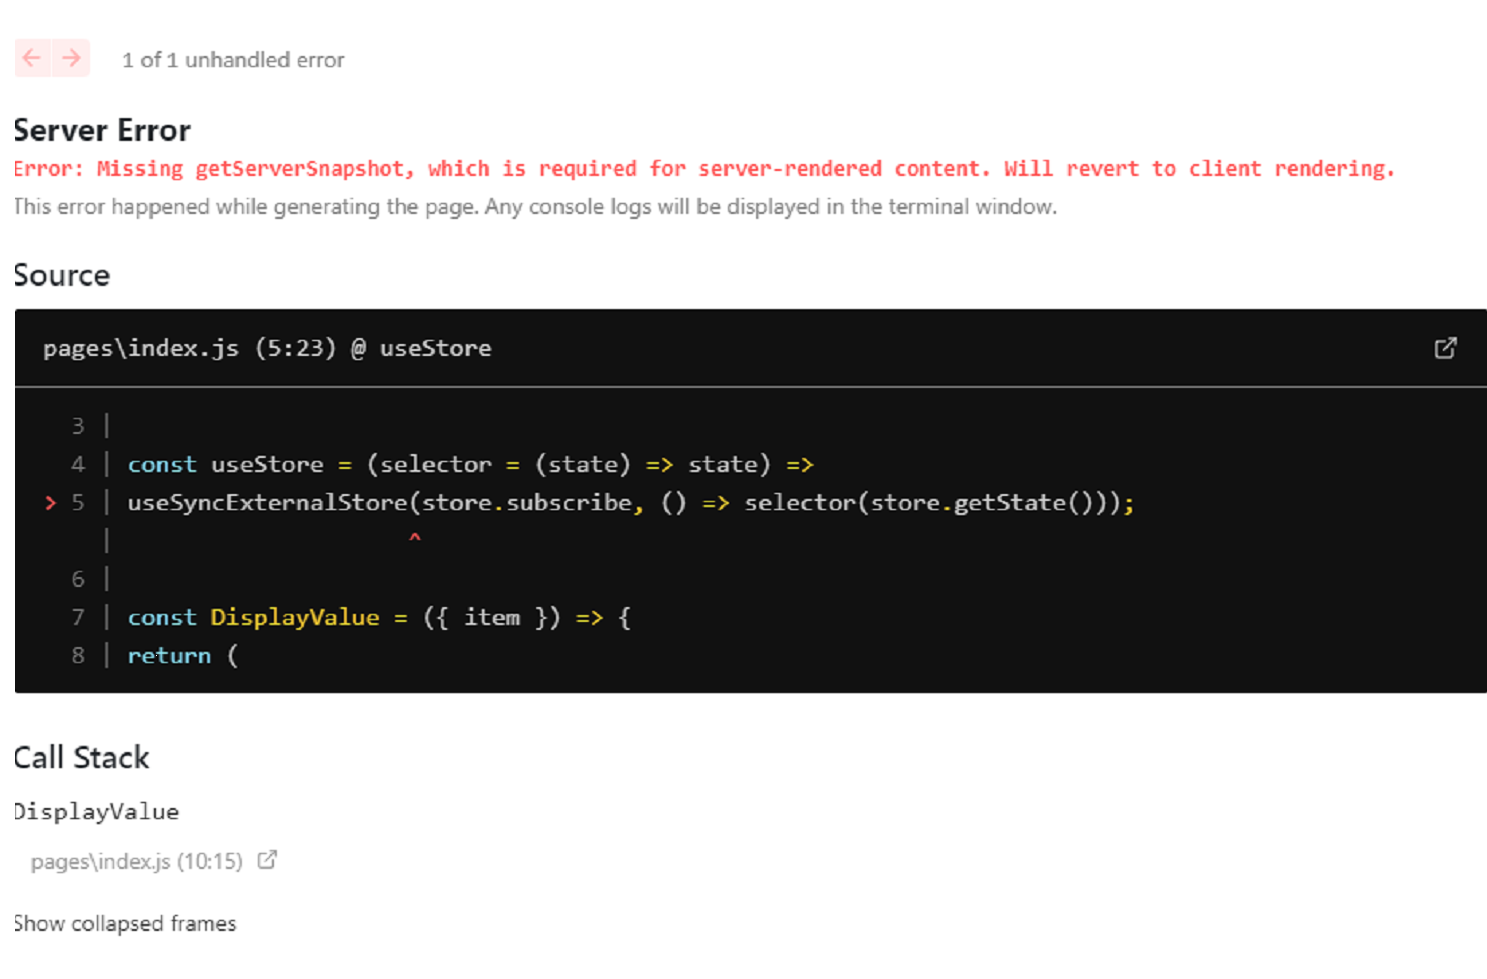 1 of 1 unhandled error
Server Error
Error: Missing getServerSnapshot, which is required for server-rendered content. Will revert to client rendering.
This error happened while generating the page. Any console logs will be displayed in the terminal window.
Source
pages\index.js (5:23) @ useStore
3 |
4 | const useStore = (selector = (state) => state) =>
> 5 | useSyncExternalStore(store.subscribe, () => selector(store.getState()));
| ^
6 |
7 | const DisplayValue = ({ item }) => {
8 | return (
Call Stack
DisplayValue
pages\index.js (10:15)
Show collapsed frames